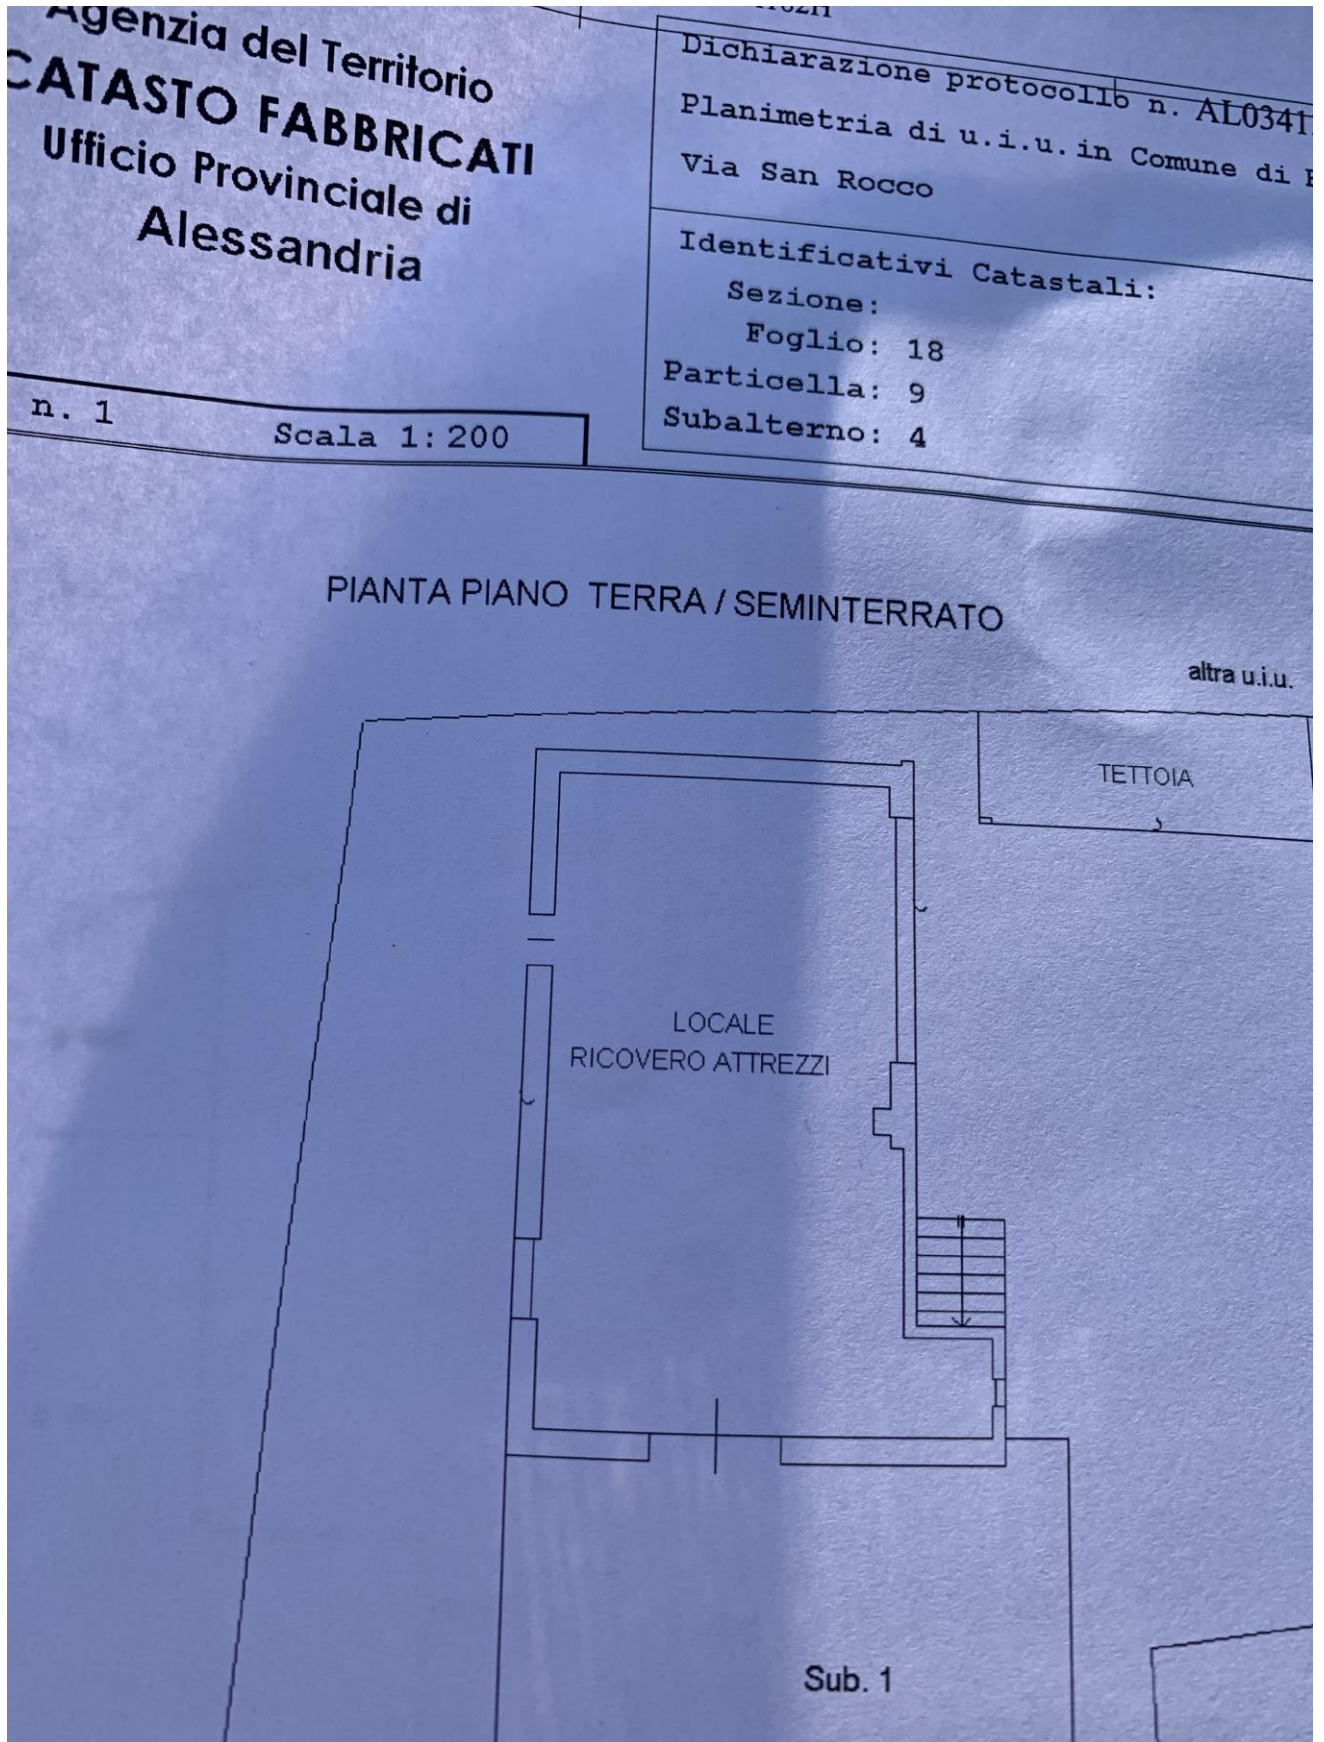 Agenzia del Territorio
CATASTO FABBRICATI
Ufficio Provinciale di
Alessandria
n. 1
Scala 1:200
Dichiarazione protocollo n. AL0341
Planimetria di u.i.u. in Comune di
Via San Rocco
Identificativi Catastali:
Sezione:
Foglio: 18
Particella: 9
Subalterno: 4
PIANTA PIANO TERRA / SEMINTERRATO
altra u.i.u.
TETTOIA
LOCALE
RICOVERO ATTREZZI
Sub. 1